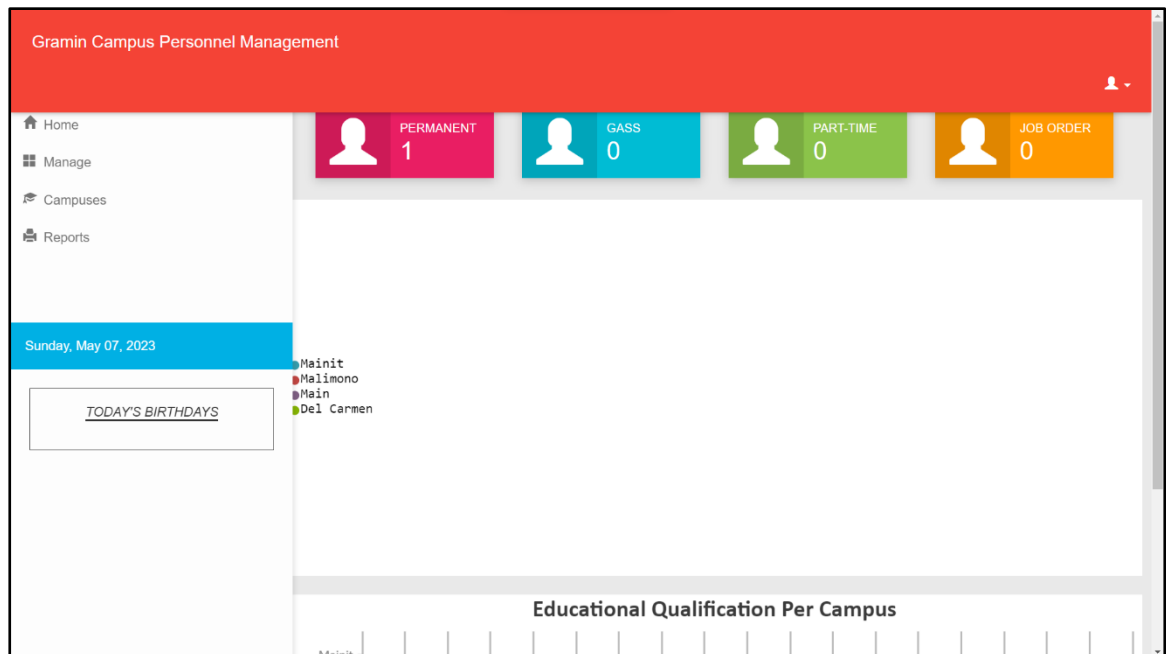 Gramin Campus Personnel Management
Home
Manage
Campuses
Reports
Sunday, May 07, 2023
TODAY'S BIRTHDAYS
PERMANENT
1
GASS
0
PART-TIME
0
JOB ORDER
0
Mainit
Malimono
Main
Del Carmen
Educational Qualification Per Campus
Mainit